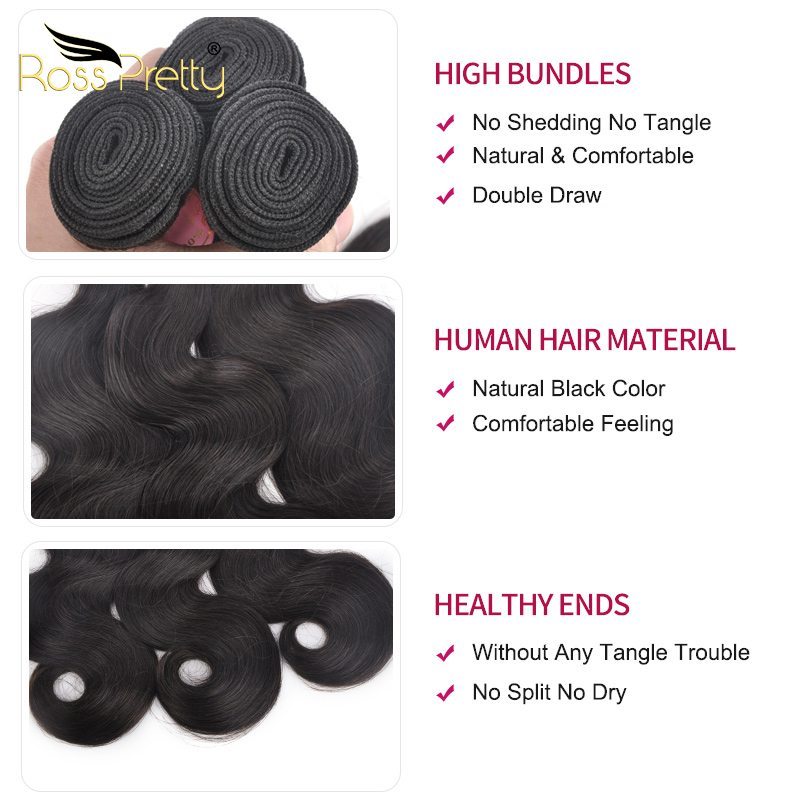 Ross Pretty®
HIGH BUNDLES
No Shedding No Tangle
Natural & Comfortable
Double Draw
HUMAN HAIR MATERIAL
Natural Black Color
Comfortable Feeling
HEALTHY ENDS
Without Any Tangle Trouble
No Split No Dry